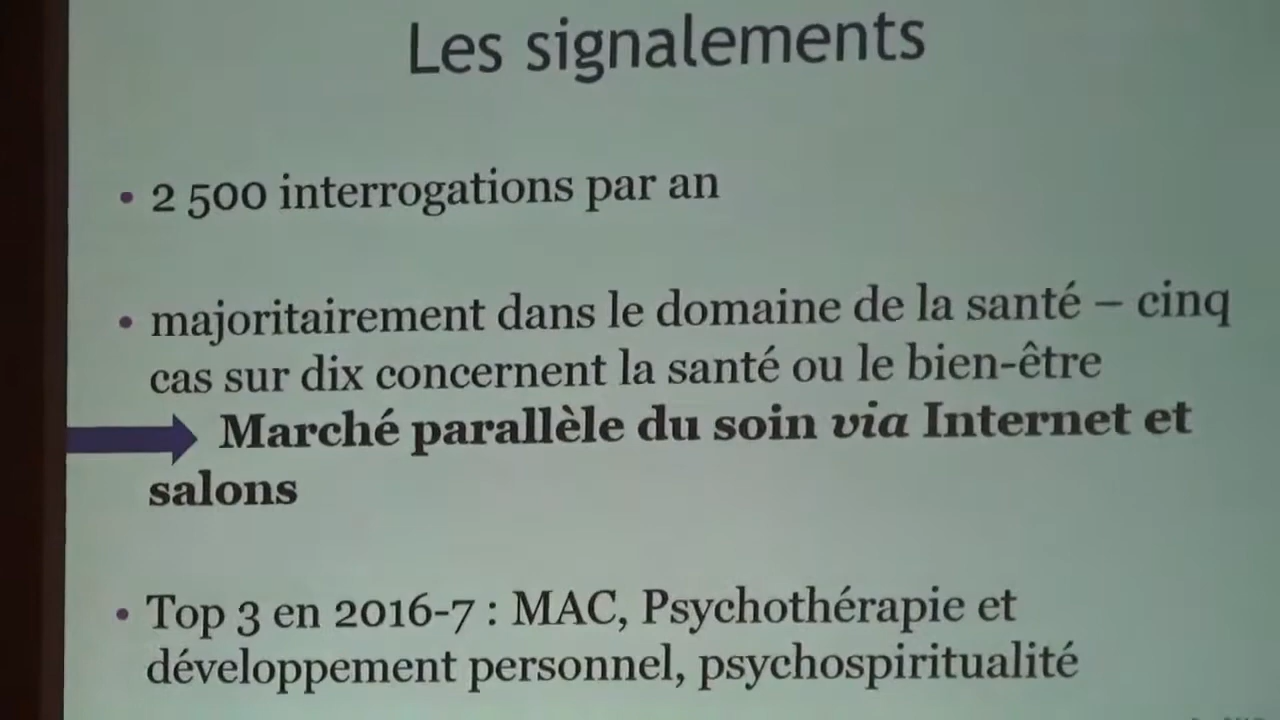 Les signalements
• 2 500 interrogations par an
• majoritairement dans le domaine de la santé – cinq
cas sur dix concernent la santé ou le bien-être
Marché parallèle du soin via Internet et
salons
• Top 3 en 2016-7 : MAC, Psychothérapie et
développement personnel, psychospiritualité